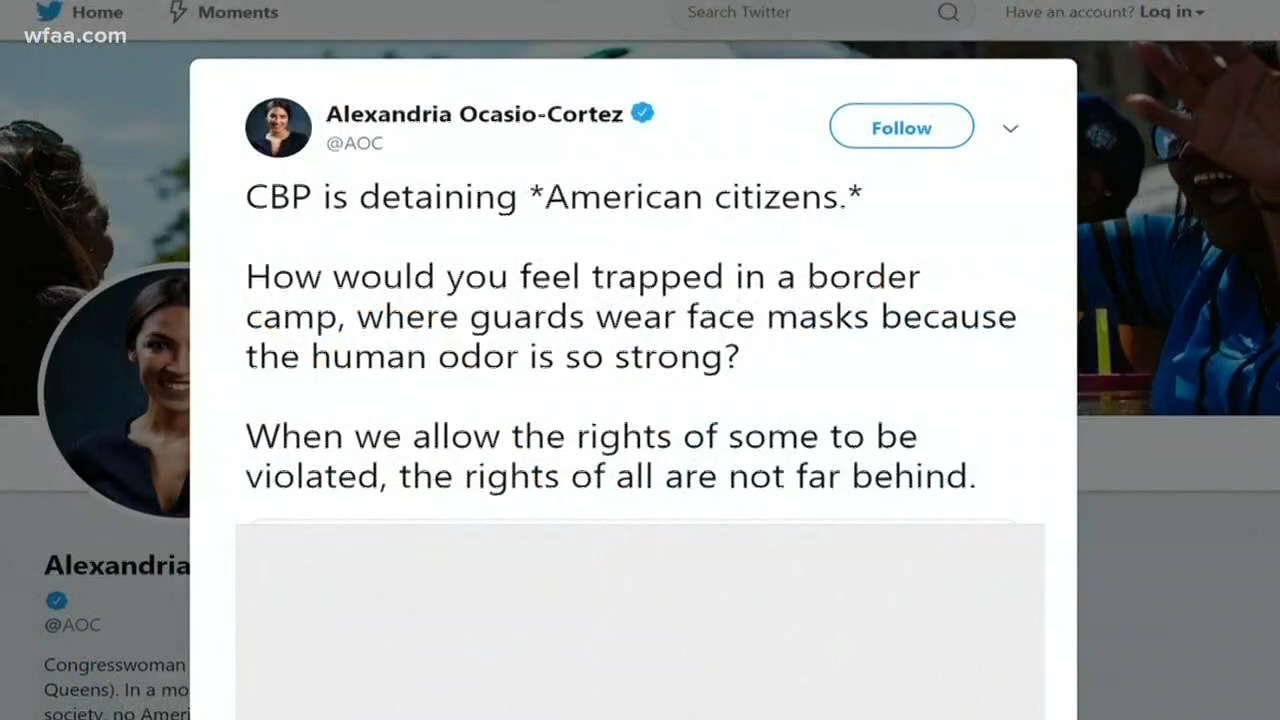 Home Moments Search Twitter Have an account? Log in
wfaa.com
Alexandria Ocasio-Cortez
@AOC
Follow
CBP is detaining *American citizens.*
How would you feel trapped in a border
camp, where guards wear face masks because
the human odor is so strong?
When we allow the rights of some to be
violated, the rights of all are not far behind.
Alexandria
@AOC
Congresswoman
Queens). In a mo
society, no Ameri